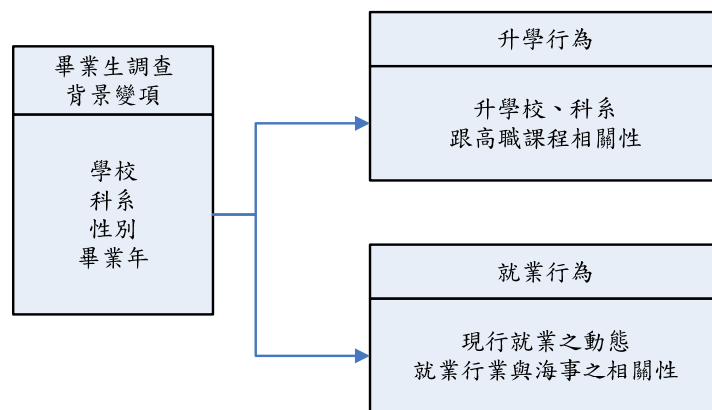 畢業生調查
背景變項
學校
科系
性別
畢業年
升學行為
升學校、科系
跟高職課程相關性
就業行為
現行就業之動態
就業行業與海事之相關性